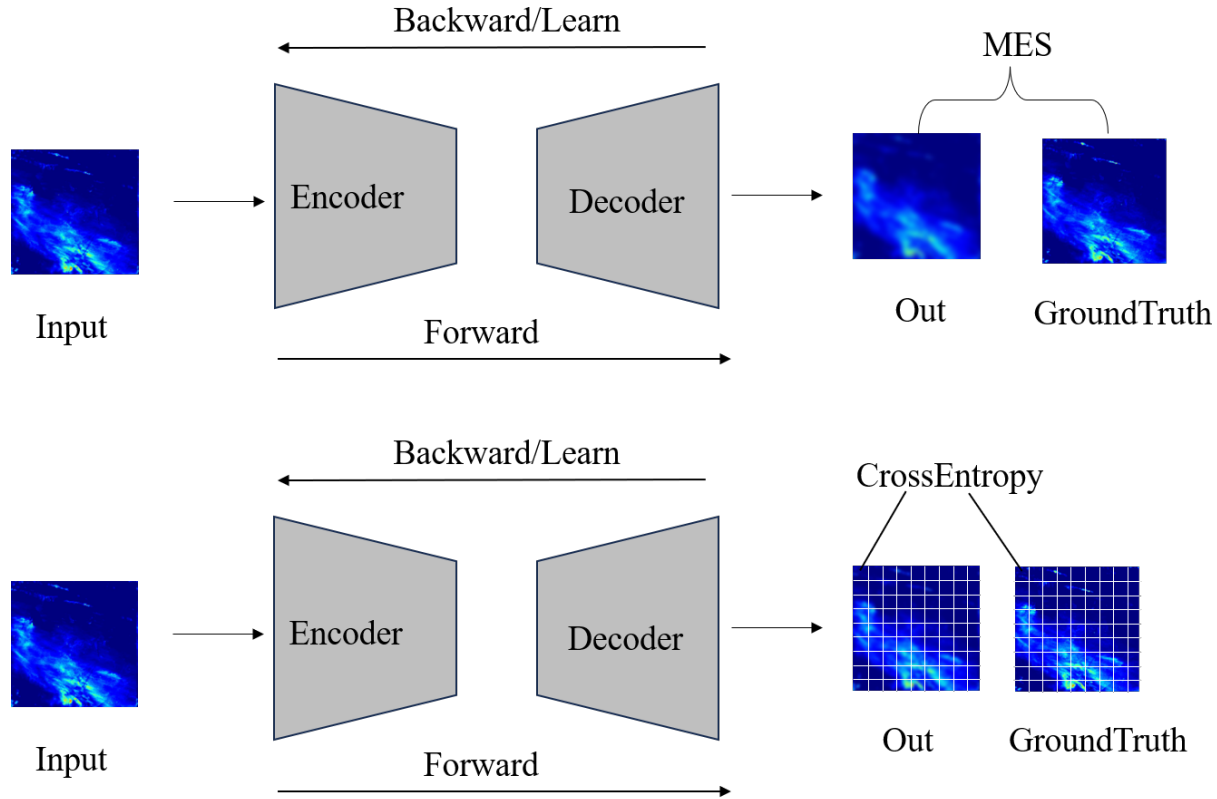 Backward/Learn
MES
Encoder
Decoder
Input
Out
GroundTruth
Forward
Backward/Learn
CrossEntropy
Encoder
Decoder
Input
Out
GroundTruth
Forward